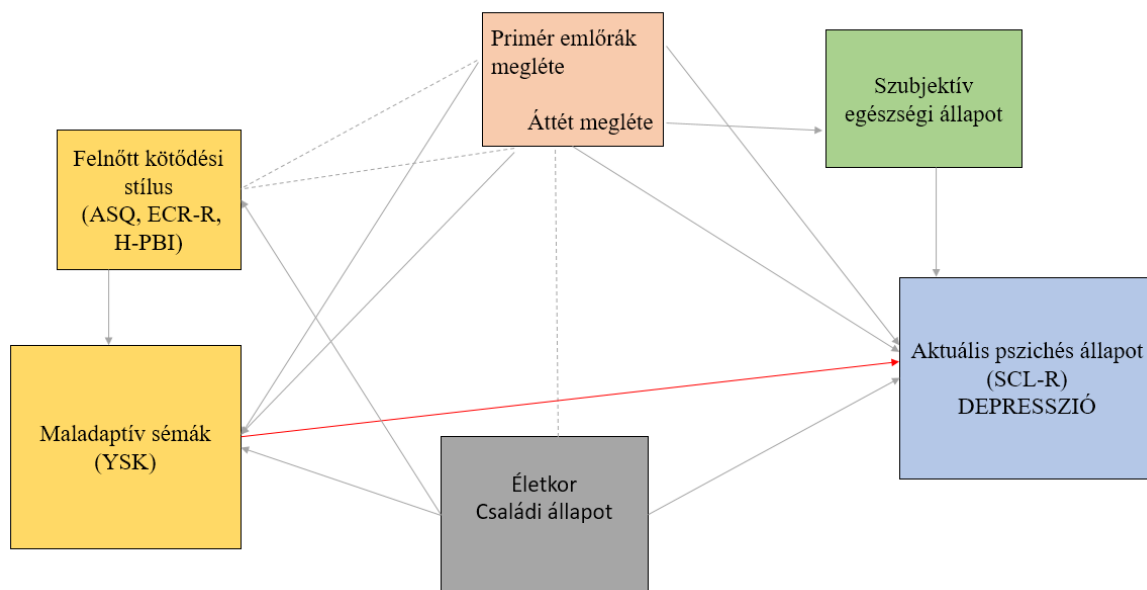 Primér emlőrák
megléte
Áttét megléte
Szubjektív
egészségi állapot
Felnőtt kötődési
stílus
(ASQ, ECR-R,
H-PBI)
Aktuális pszichés állapot
(SCL-R)
DEPRESSZIÓ
Maladaptív sémák
(YSK)
Életkor
Családi állapot